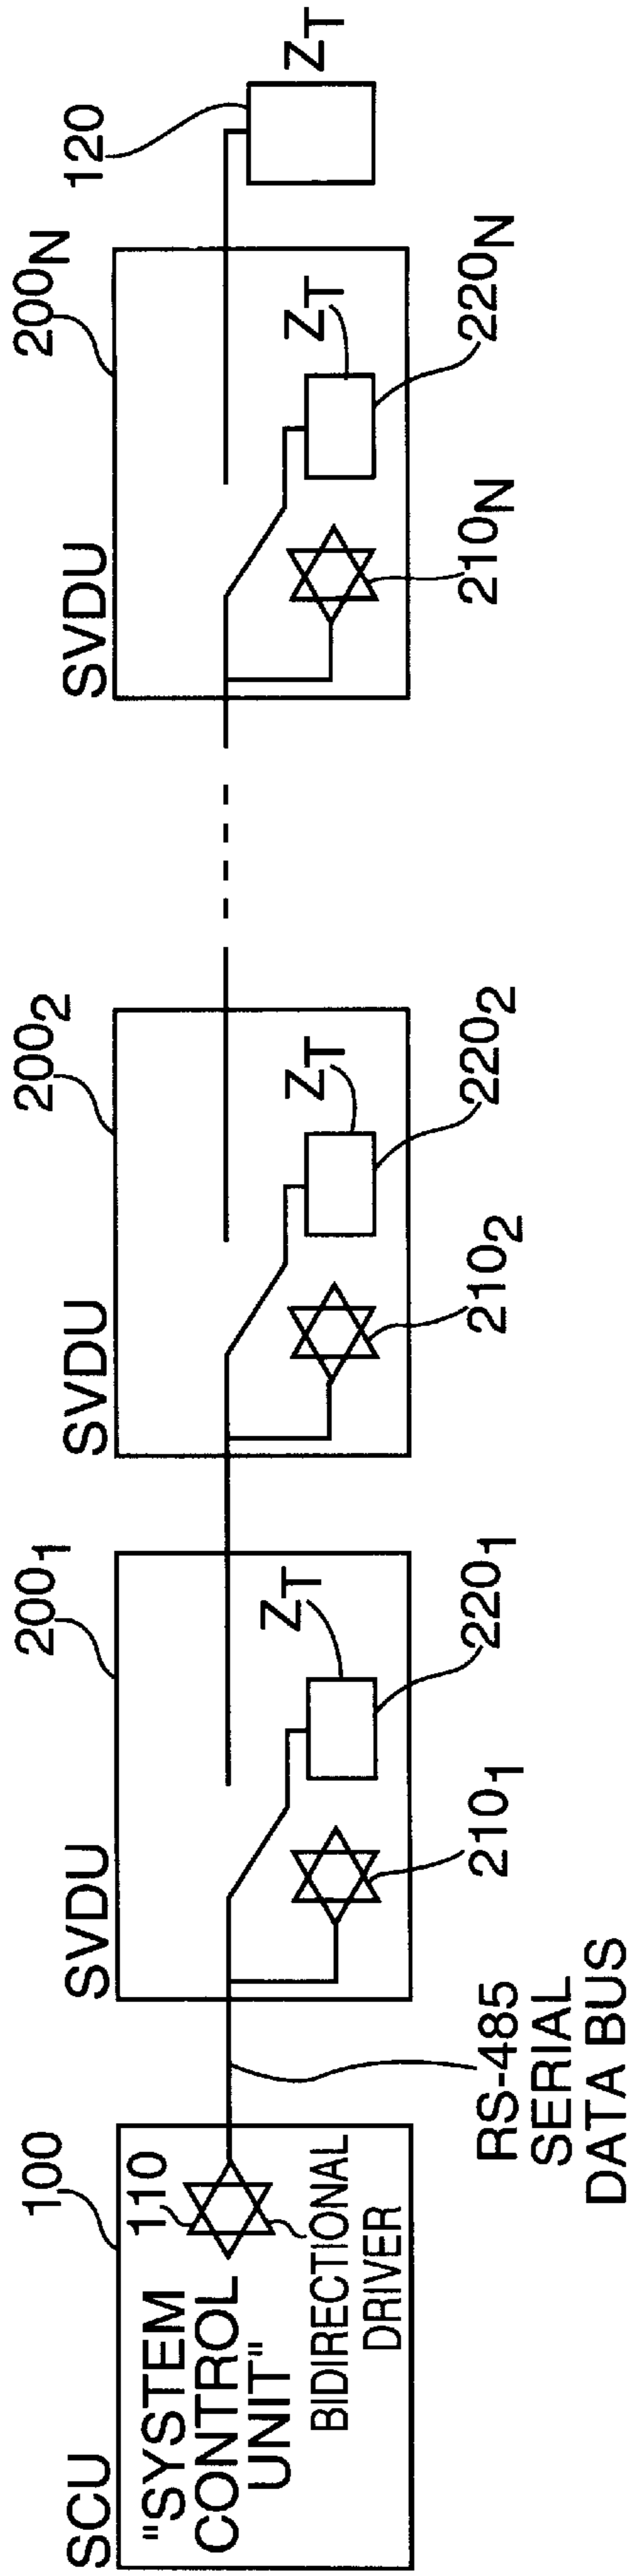 SCU
100
"SYSTEM
CONTROL
UNIT"
110
BIDIRECTIONAL
DRIVER
RS-485
SERIAL
DATA BUS
SVDU
200₁
Z_T
210₁
220₁
SVDU
200₂
Z_T
210₂
220₂
SVDU
200_N
Z_T
210_N
220_N
120
Z_T